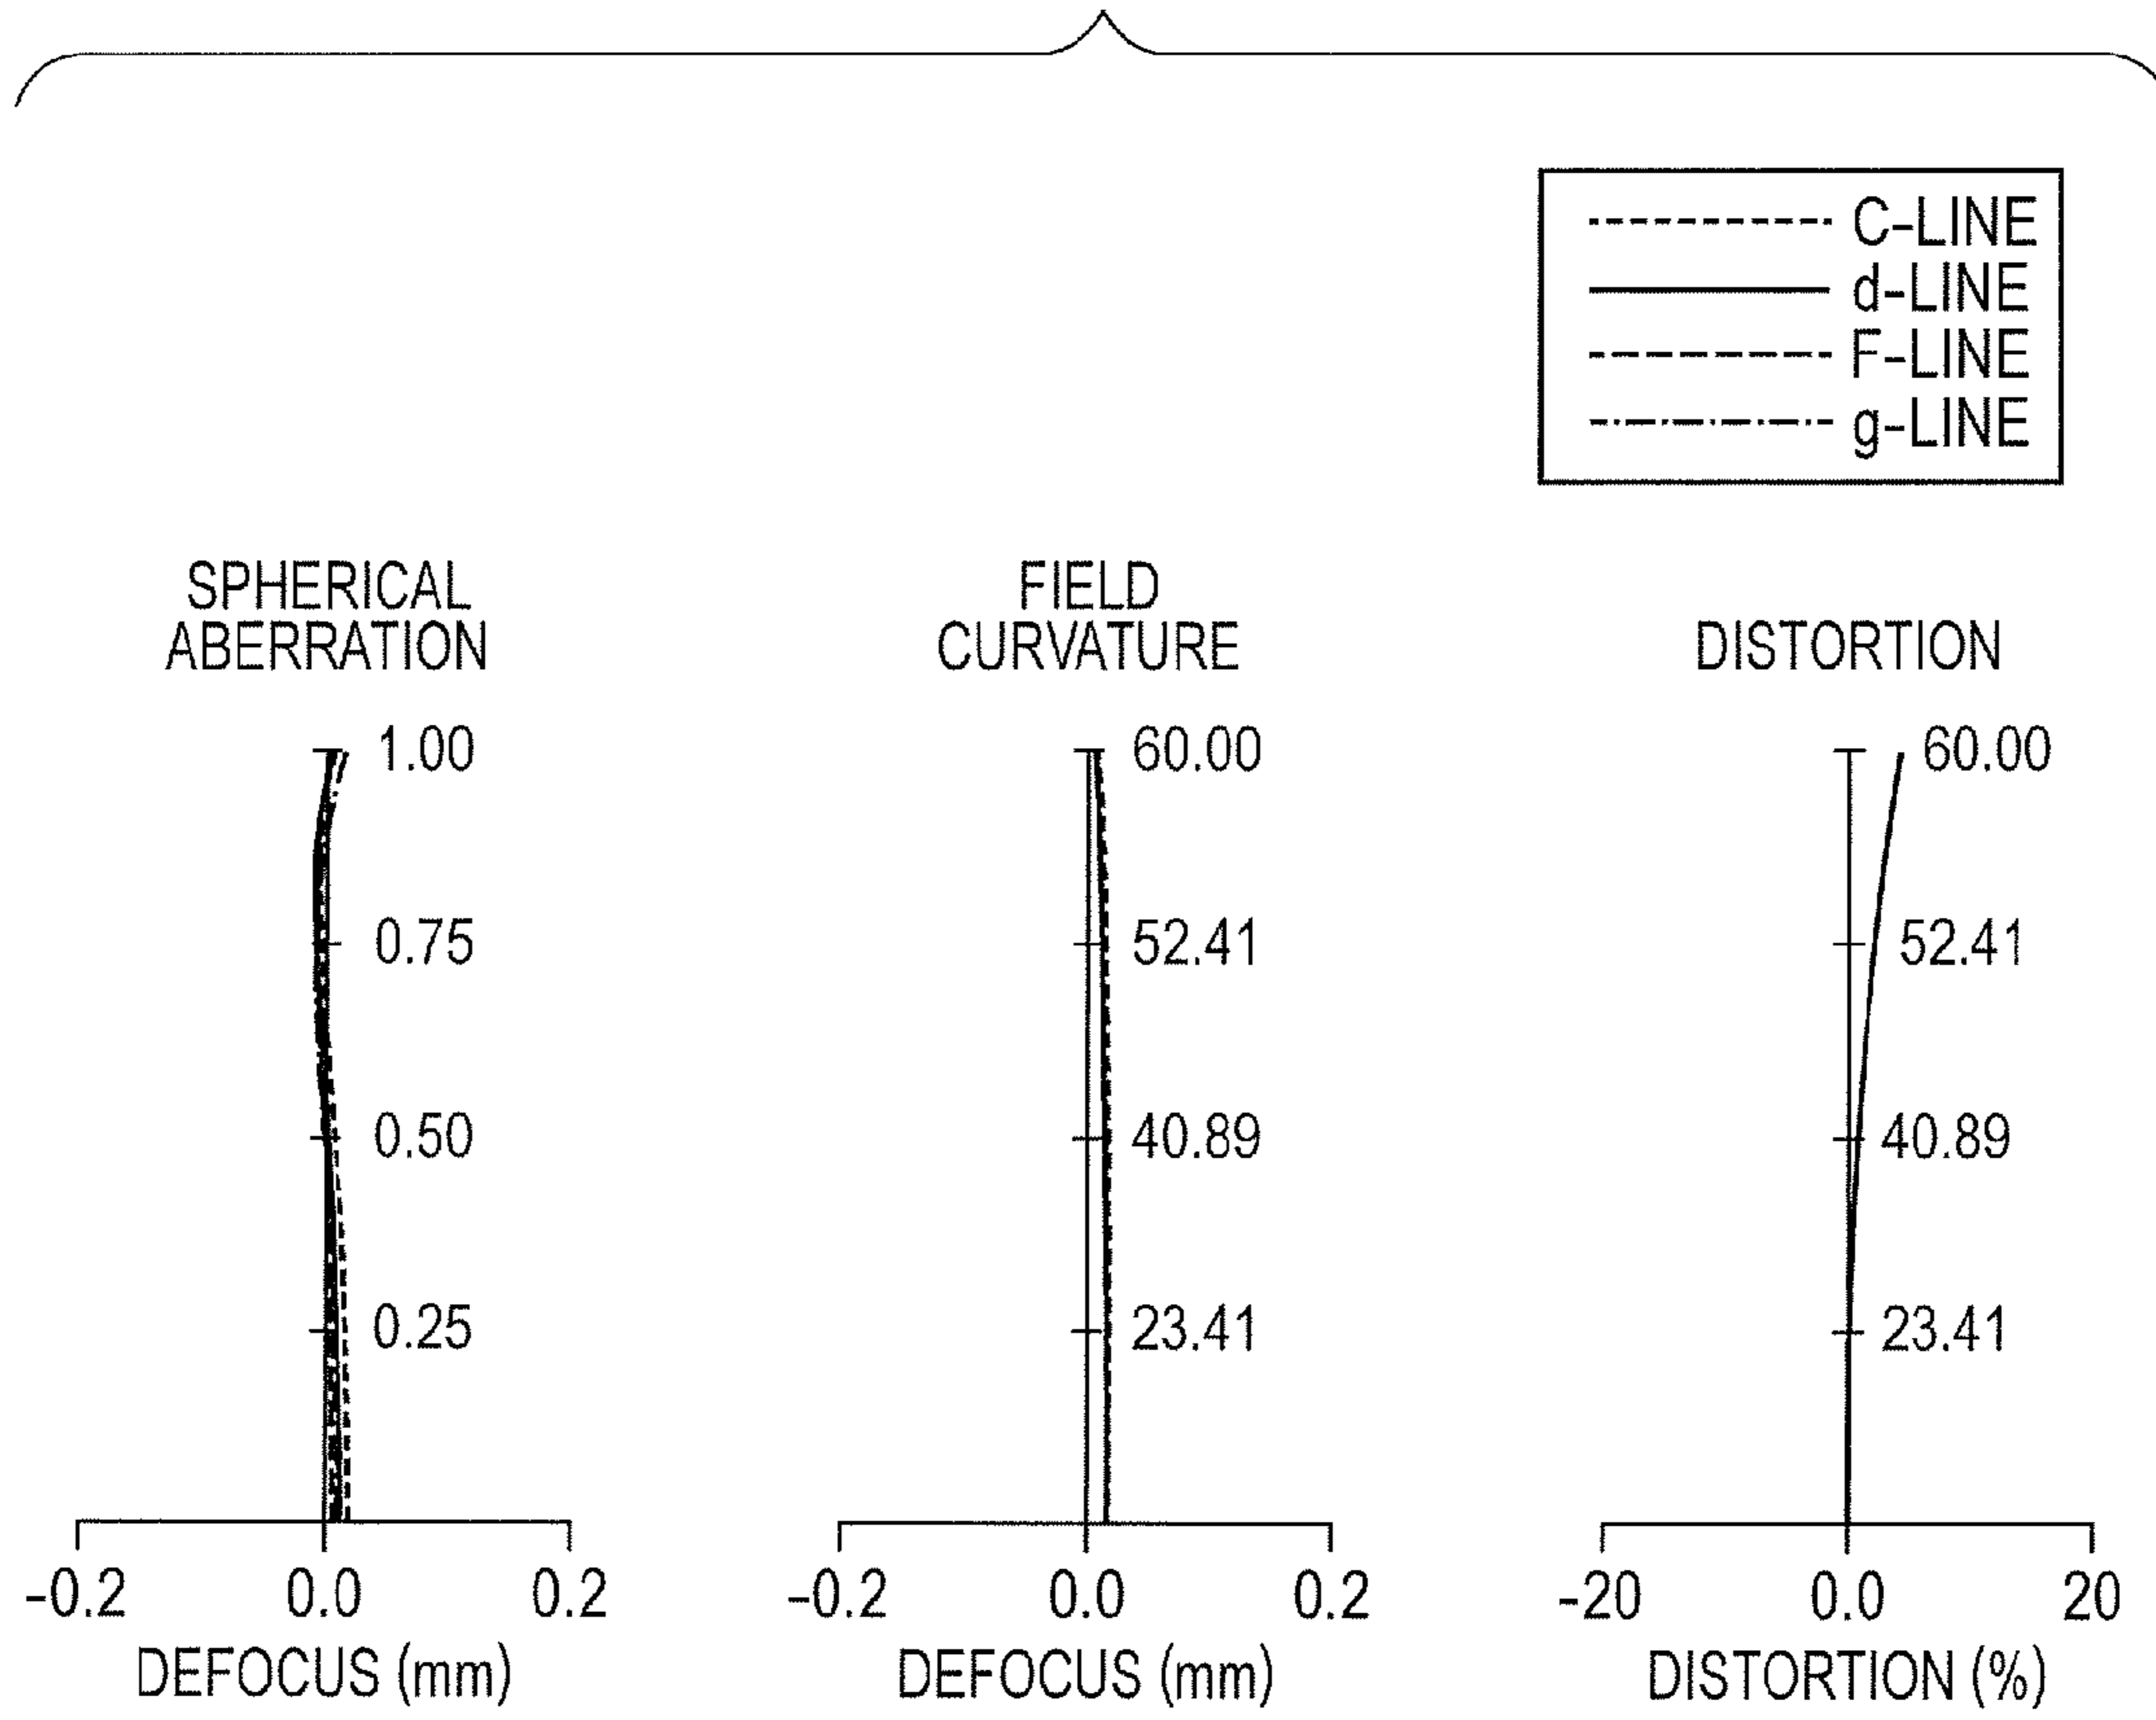 C-LINE
d-LINE
F-LINE
g-LINE
SPHERICAL
ABERRATION
1.00
0.75
0.50
0.25
-0.2 0.0 0.2
DEFOCUS (mm)
FIELD
CURVATURE
60.00
52.41
40.89
23.41
-0.2 0.0 0.2
DEFOCUS (mm)
DISTORTION
60.00
52.41
40.89
23.41
-20 0.0 20
DISTORTION (%)